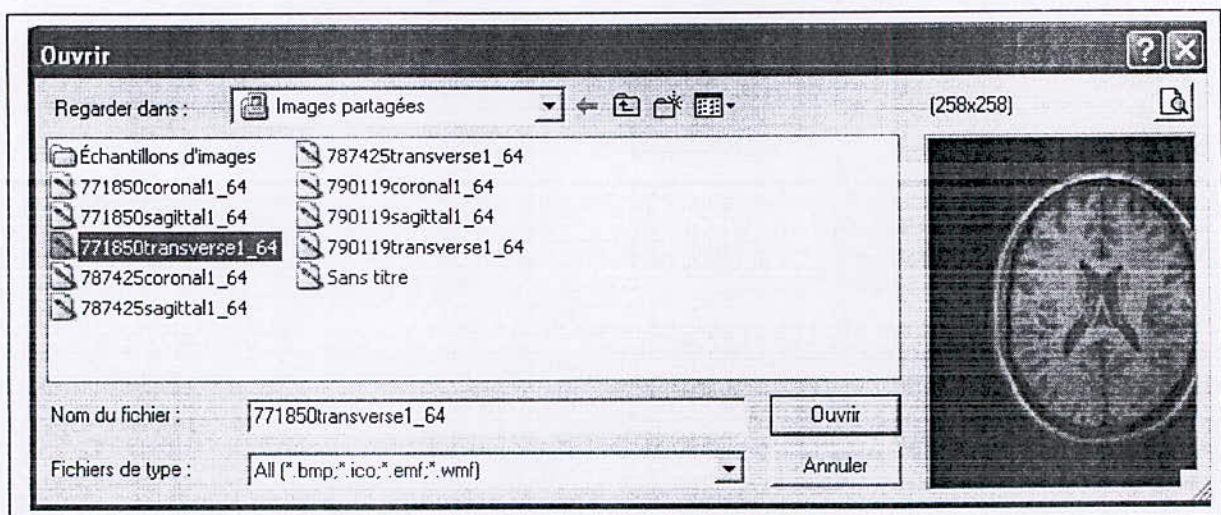 Ouvrir
Regarder dans :
Images partagées
(258x258)
Échantillons d'images
771850coronal1_64
771850sagittal1_64
771850transverse1_64
787425coronal1_64
787425sagittal1_64
787425transverse1_64
790119coronal1_64
790119sagittal1_64
790119transverse1_64
Sans titre
Nom du fichier :
771850transverse1_64
Ouvrir
Fichiers de type :
All (*.bmp;*.ico;*.emf;*.wmf)
Annuler